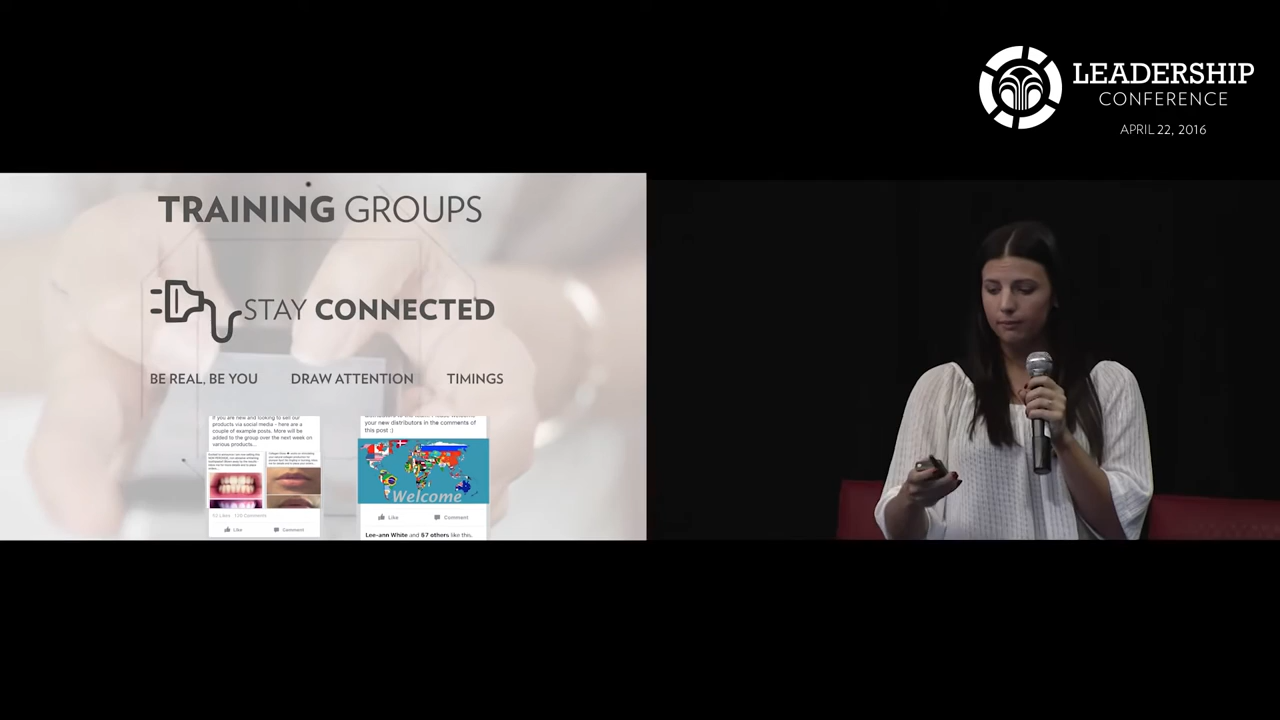 LEADERSHIP
CONFERENCE
APRIL 22, 2016
TRAINING GROUPS
STAY CONNECTED
BE REAL, BE YOU
DRAW ATTENTION
TIMINGS
If you are new and looking to sell our
products via social media - here are a
couple of example posts. More will be
added to the group over the next week on
various products...
Like
Comment
your new distributors in the comments of
this post :)
Welcome
Like
Comment
Lee-ann White and 67 others like this.